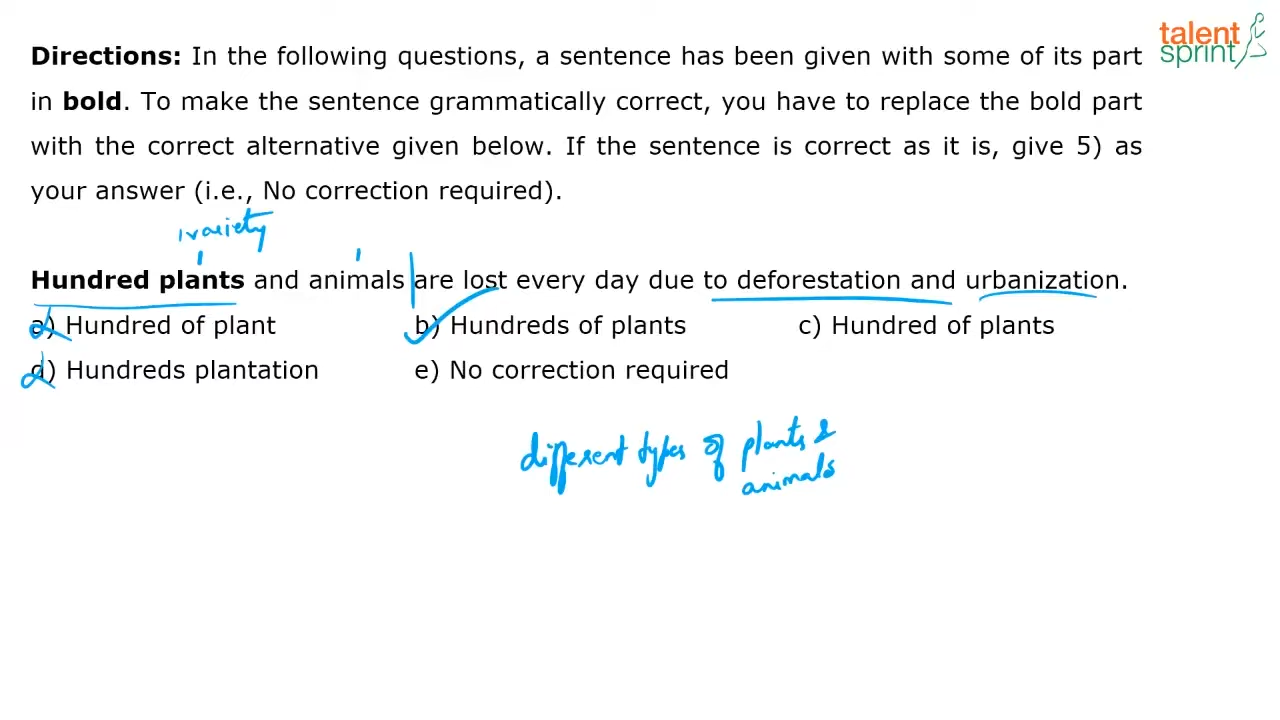 talent
sprint
Directions: In the following questions, a sentence has been given with some of its part
in bold. To make the sentence grammatically correct, you have to replace the bold part
with the correct alternative given below. If the sentence is correct as it is, give 5) as
your answer (i.e., No correction required).
variety
Hundred plants and animals are lost every day due to deforestation and urbanization.
a) Hundred of plant b) Hundreds of plants c) Hundred of plants
d) Hundreds plantation e) No correction required
different types of plants &
animals